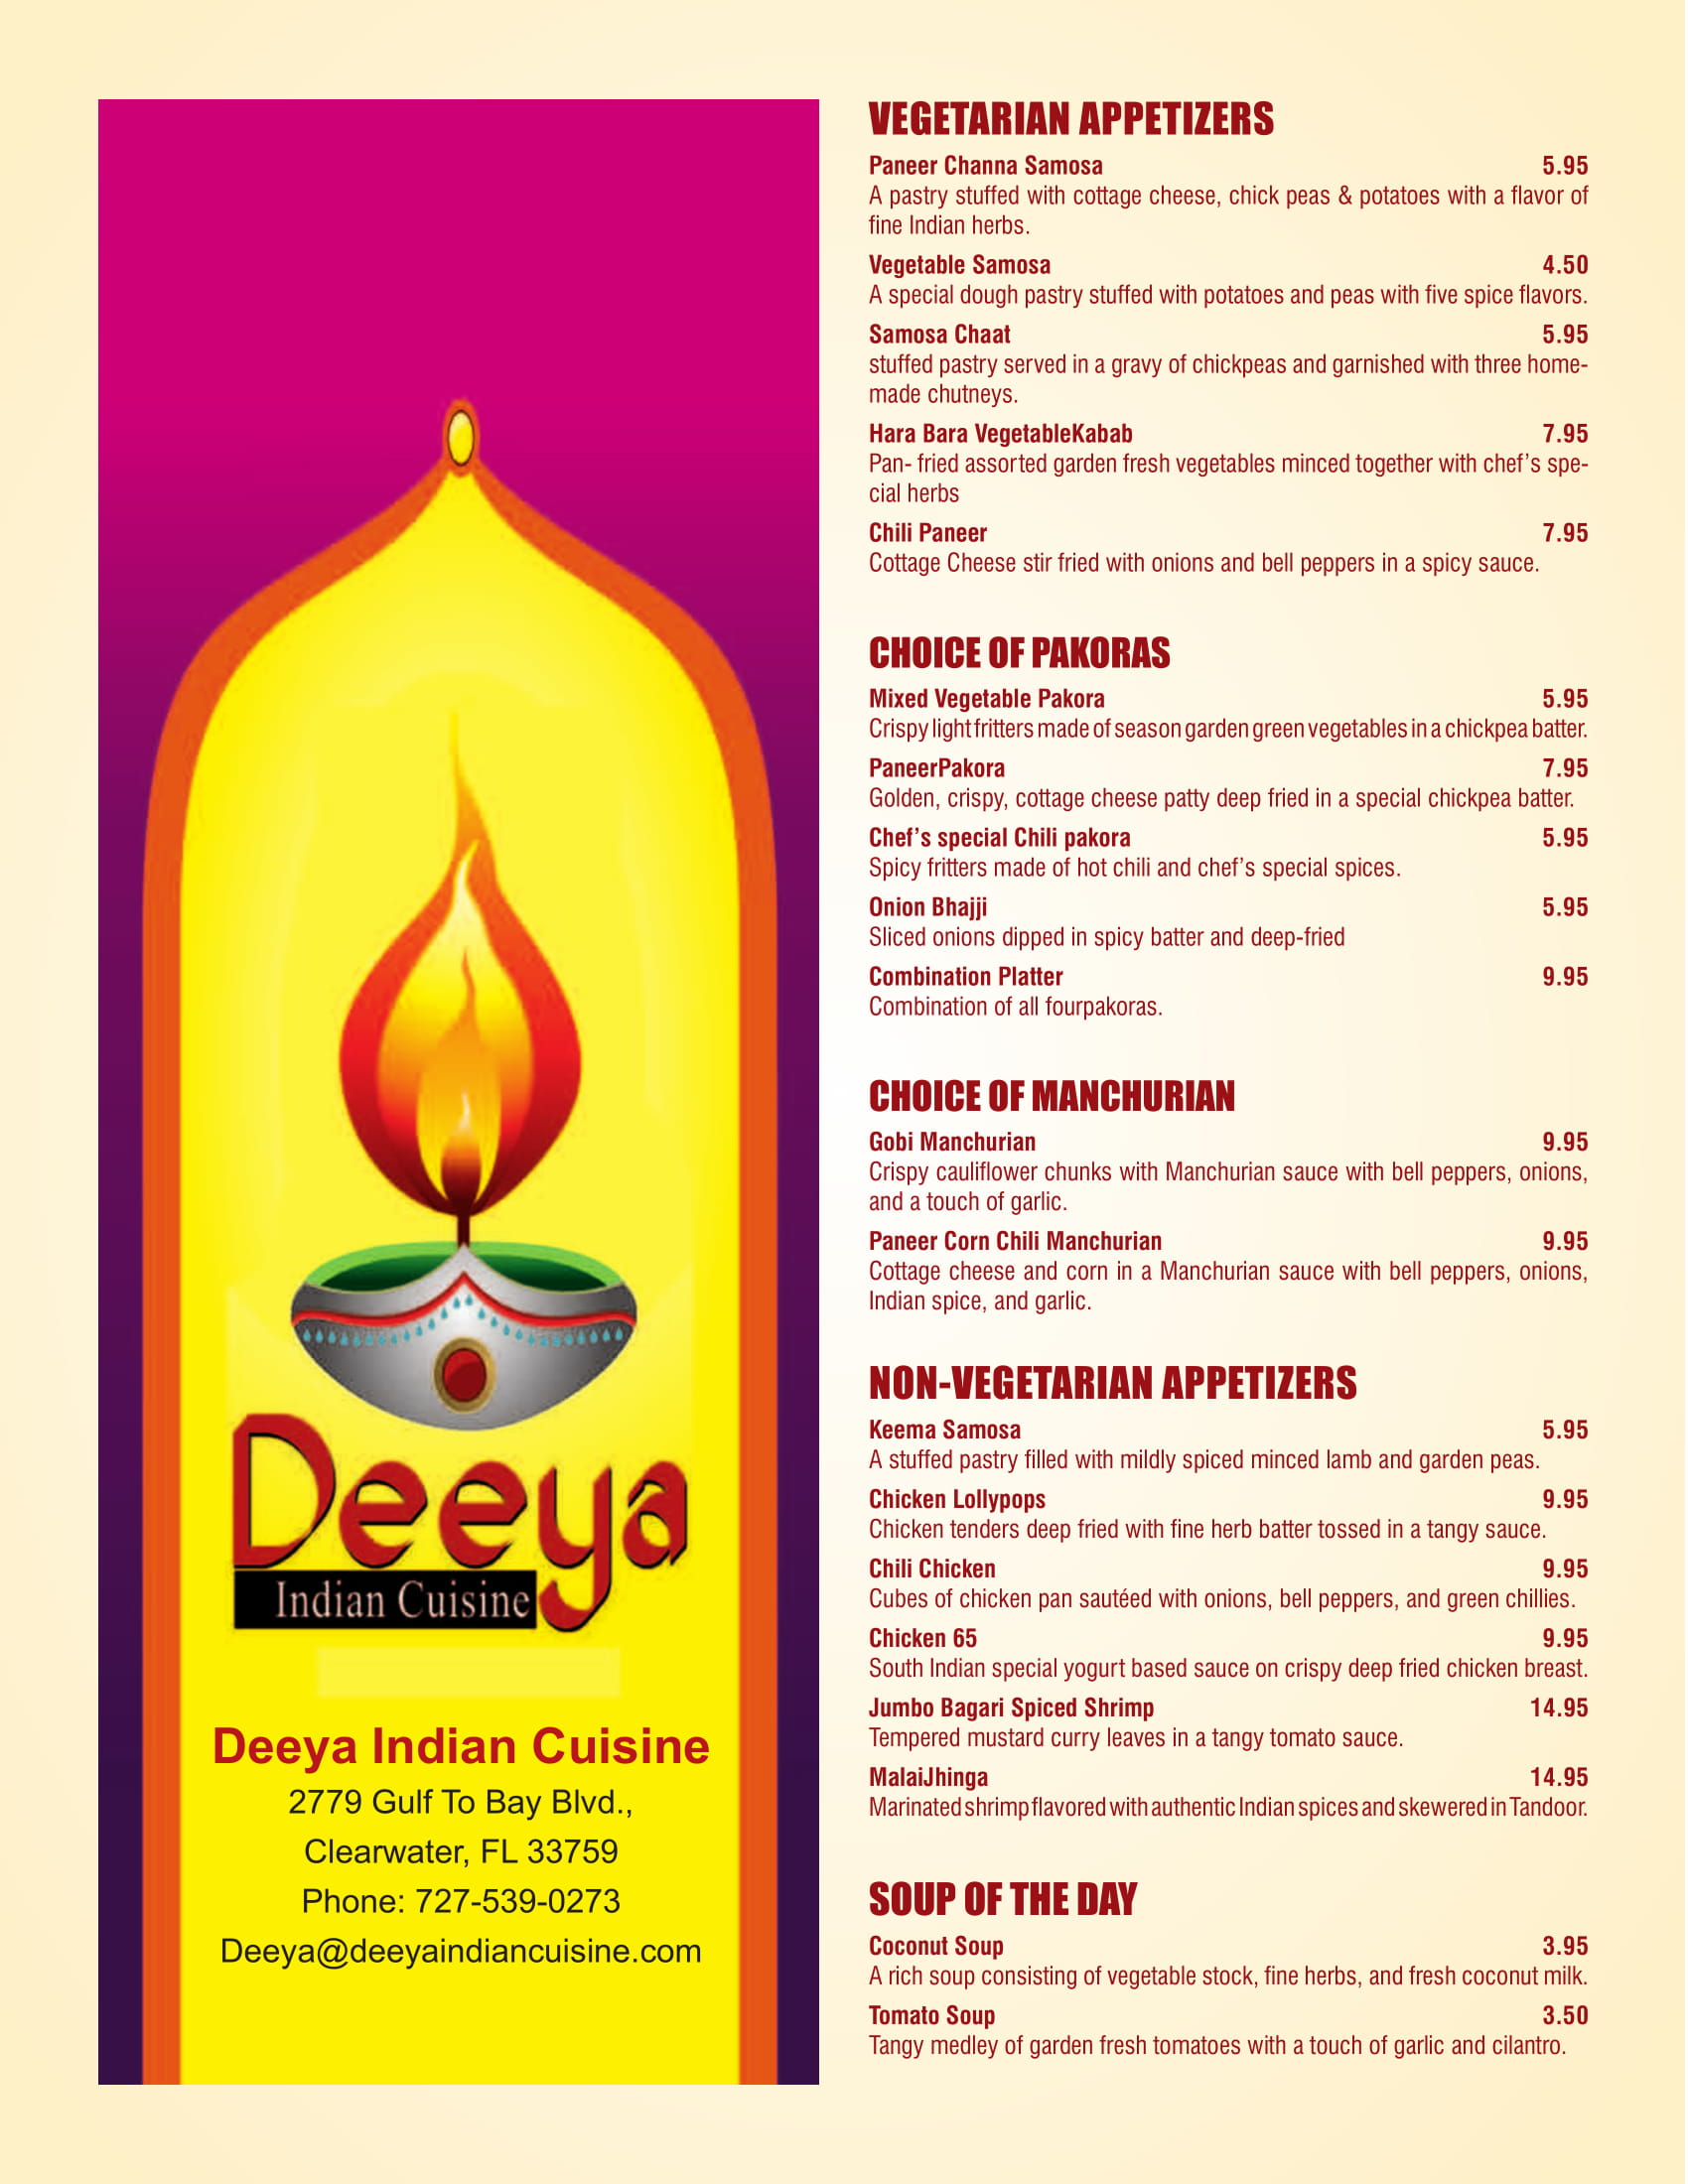 Deeya
Indian Cuisine
Deeya Indian Cuisine
2779 Gulf To Bay Blvd.,
Clearwater, FL 33759
Phone: 727-539-0273
Deeya@deeyaindiancuisine.com
VEGETARIAN APPETIZERS
Paneer Channa Samosa 5.95
A pastry stuffed with cottage cheese, chick peas & potatoes with a flavor of
fine Indian herbs.
Vegetable Samosa 4.50
A special dough pastry stuffed with potatoes and peas with five spice flavors.
Samosa Chaat 5.95
stuffed pastry served in a gravy of chickpeas and garnished with three home-
made chutneys.
Hara Bara VegetableKabab 7.95
Pan- fried assorted garden fresh vegetables minced together with chef's spe-
cial herbs
Chili Paneer 7.95
Cottage Cheese stir fried with onions and bell peppers in a spicy sauce.
CHOICE OF PAKORAS
Mixed Vegetable Pakora 5.95
Crispy light fritters made of season garden green vegetables in a chickpea batter.
PaneerPakora 7.95
Golden, crispy, cottage cheese patty deep fried in a special chickpea batter.
Chef's special Chili pakora 5.95
Spicy fritters made of hot chili and chef's special spices.
Onion Bhajji 5.95
Sliced onions dipped in spicy batter and deep-fried
Combination Platter 9.95
Combination of all fourpakoras.
CHOICE OF MANCHURIAN
Gobi Manchurian 9.95
Crispy cauliflower chunks with Manchurian sauce with bell peppers, onions,
and a touch of garlic.
Paneer Corn Chili Manchurian 9.95
Cottage cheese and corn in a Manchurian sauce with bell peppers, onions,
Indian spice, and garlic.
NON-VEGETARIAN APPETIZERS
Keema Samosa 5.95
A stuffed pastry filled with mildly spiced minced lamb and garden peas.
Chicken Lollypops 9.95
Chicken tenders deep fried with fine herb batter tossed in a tangy sauce.
Chili Chicken 9.95
Cubes of chicken pan sautéed with onions, bell peppers, and green chillies.
Chicken 65 9.95
South Indian special yogurt based sauce on crispy deep fried chicken breast.
Jumbo Bagari Spiced Shrimp 14.95
Tempered mustard curry leaves in a tangy tomato sauce.
MalaiJhinga 14.95
Marinated shrimp flavored with authentic Indian spices and skewered in Tandoor.
SOUP OF THE DAY
Coconut Soup 3.95
A rich soup consisting of vegetable stock, fine herbs, and fresh coconut milk.
Tomato Soup 3.50
Tangy medley of garden fresh tomatoes with a touch of garlic and cilantro.